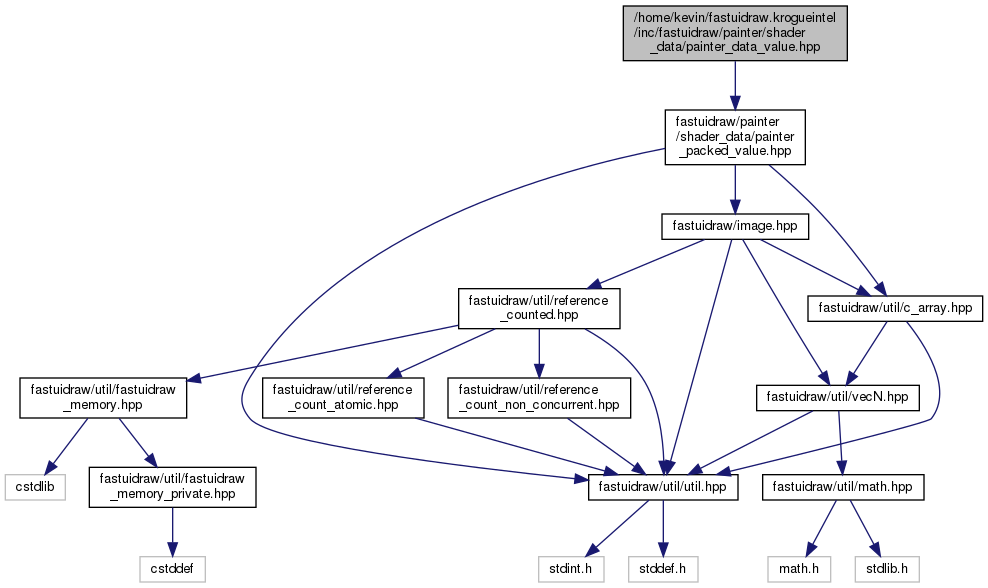 /home/kevin/fastuidraw.krogueintel
/inc/fastuidraw/painter/shader
_data/painter_data_value.hpp
fastuidraw/painter
/shader_data/painter
_packed_value.hpp
fastuidraw/image.hpp
fastuidraw/util/reference
_counted.hpp
fastuidraw/util/c_array.hpp
fastuidraw/util/fastuidraw
_memory.hpp
fastuidraw/util/reference
_count_atomic.hpp
fastuidraw/util/reference
_count_non_concurrent.hpp
fastuidraw/util/vecN.hpp
cstdlib
fastuidraw/util/fastuidraw
_memory_private.hpp
fastuidraw/util/util.hpp
fastuidraw/util/math.hpp
cstddef
stdint.h
stddef.h
math.h
stdlib.h